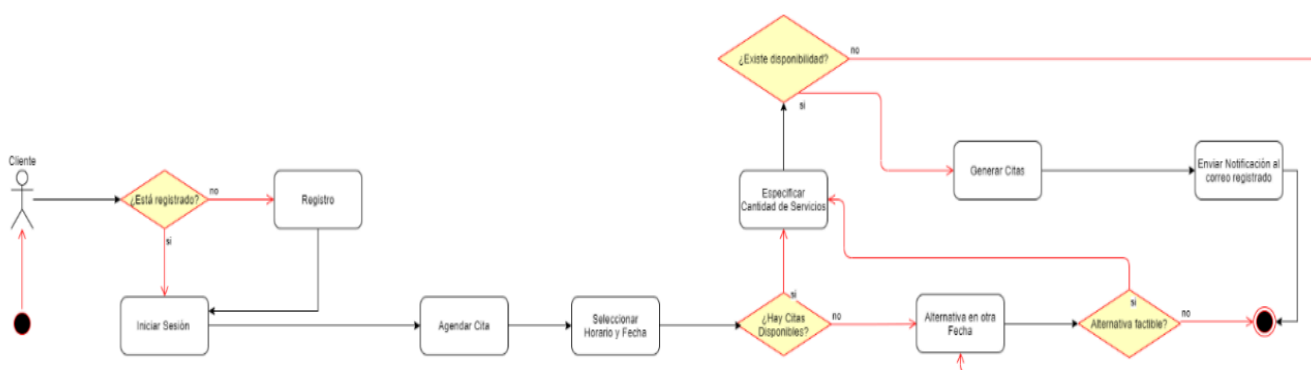 ¿Existe disponibilidad?
no
si
Cliente
¿Está registrado?
no
Registro
si
Generar Citas
Enviar Notificación al
correo registrado
Especificar
Cantidad de Servicios
Iniciar Sesión
Agendar Cita
Seleccionar
Horario y Fecha
si
¿Hay Citas
Disponibles?
no
Alternativa en otra
Fecha
si
Alternativa factible?
no